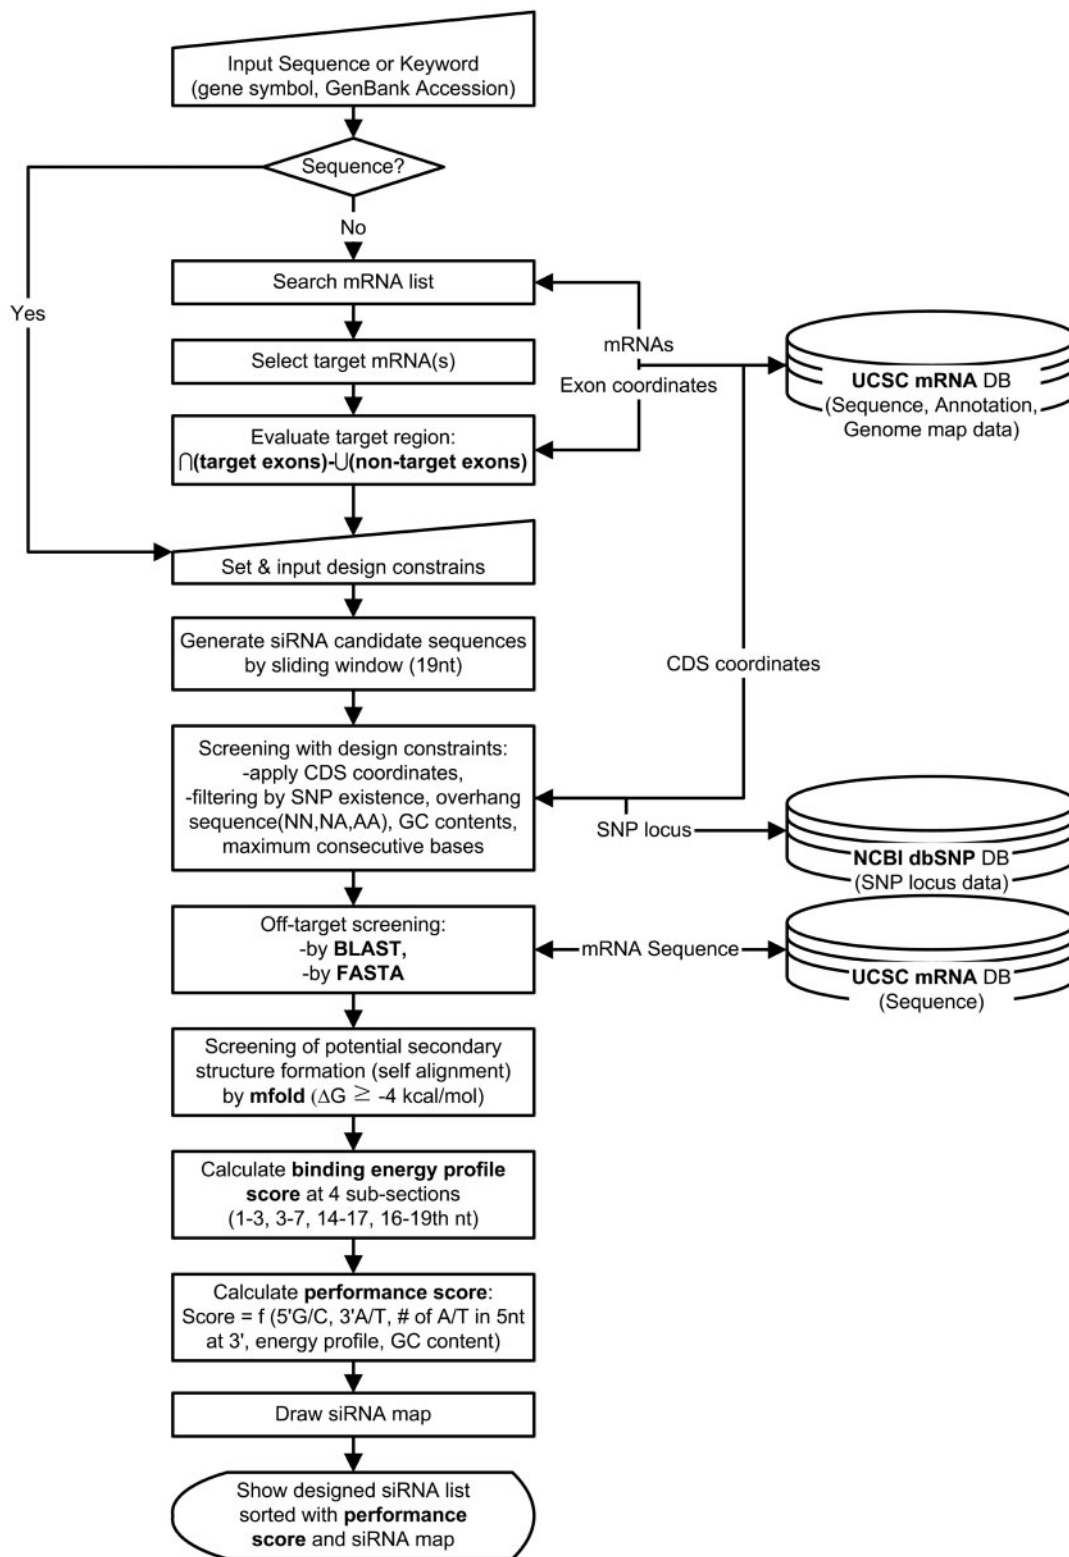 Input Sequence or Keyword
(gene symbol, GenBank Accession)
Sequence?
No
Yes
Search mRNA list
Select target mRNA(s)
Evaluate target region:
⋂(target exons)-⋃(non-target exons)
mRNAs
Exon coordinates
UCSC mRNA DB
(Sequence, Annotation,
Genome map data)
Set & input design constrains
Generate siRNA candidate sequences
by sliding window (19nt)
CDS coordinates
Screening with design constraints:
-apply CDS coordinates,
-filtering by SNP existence, overhang
sequence(NN,NA,AA), GC contents,
maximum consecutive bases
SNP locus
NCBI dbSNP DB
(SNP locus data)
Off-target screening:
-by BLAST,
-by FASTA
mRNA Sequence
UCSC mRNA DB
(Sequence)
Screening of potential secondary
structure formation (self alignment)
by mfold (ΔG ≧ -4 kcal/mol)
Calculate binding energy profile
score at 4 sub-sections
(1-3, 3-7, 14-17, 16-19th nt)
Calculate performance score:
Score = f (5'G/C, 3'A/T, # of A/T in 5nt
at 3', energy profile, GC content)
Draw siRNA map
Show designed siRNA list
sorted with performance
score and siRNA map